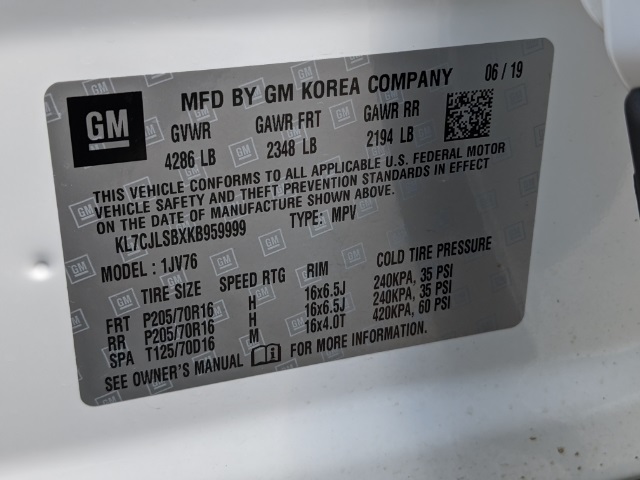 GM
MFD BY GM KOREA COMPANY 06/19
GVWR GAWR FRT GAWR RR
4286 LB 2348 LB 2194 LB
THIS VEHICLE CONFORMS TO ALL APPLICABLE U.S. FEDERAL MOTOR
VEHICLE SAFETY AND THEFT PREVENTION STANDARDS IN EFFECT
ON THE DATE OF MANUFACTURE SHOWN ABOVE.
KL7CJLSBXKB959999 TYPE: MPV
MODEL : 1JV76
TIRE SIZE SPEED RTG RIM COLD TIRE PRESSURE
FRT P205/70R16 H 16x6.5J 240KPA, 35 PSI
RR P205/70R16 H 16x6.5J 240KPA, 35 PSI
SPA T125/70D16 M 16x4.0T 420KPA, 60 PSI
SEE OWNER'S MANUAL FOR MORE INFORMATION.